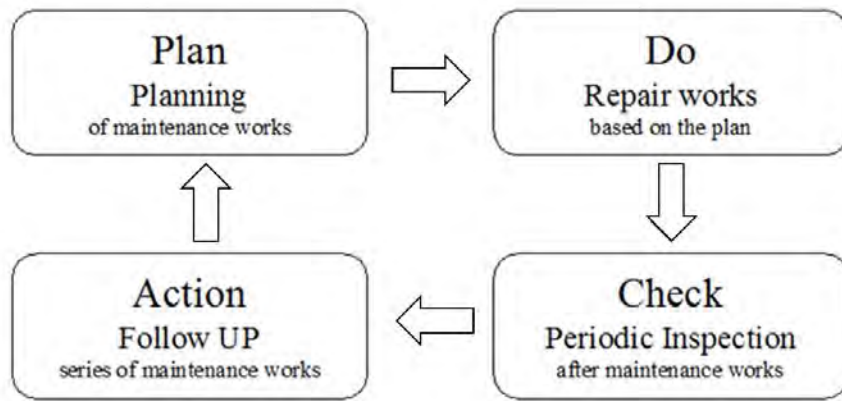 Plan
Planning
of maintenance works
Do
Repair works
based on the plan
Action
Follow UP
series of maintenance works
Check
Periodic Inspection
after maintenance works